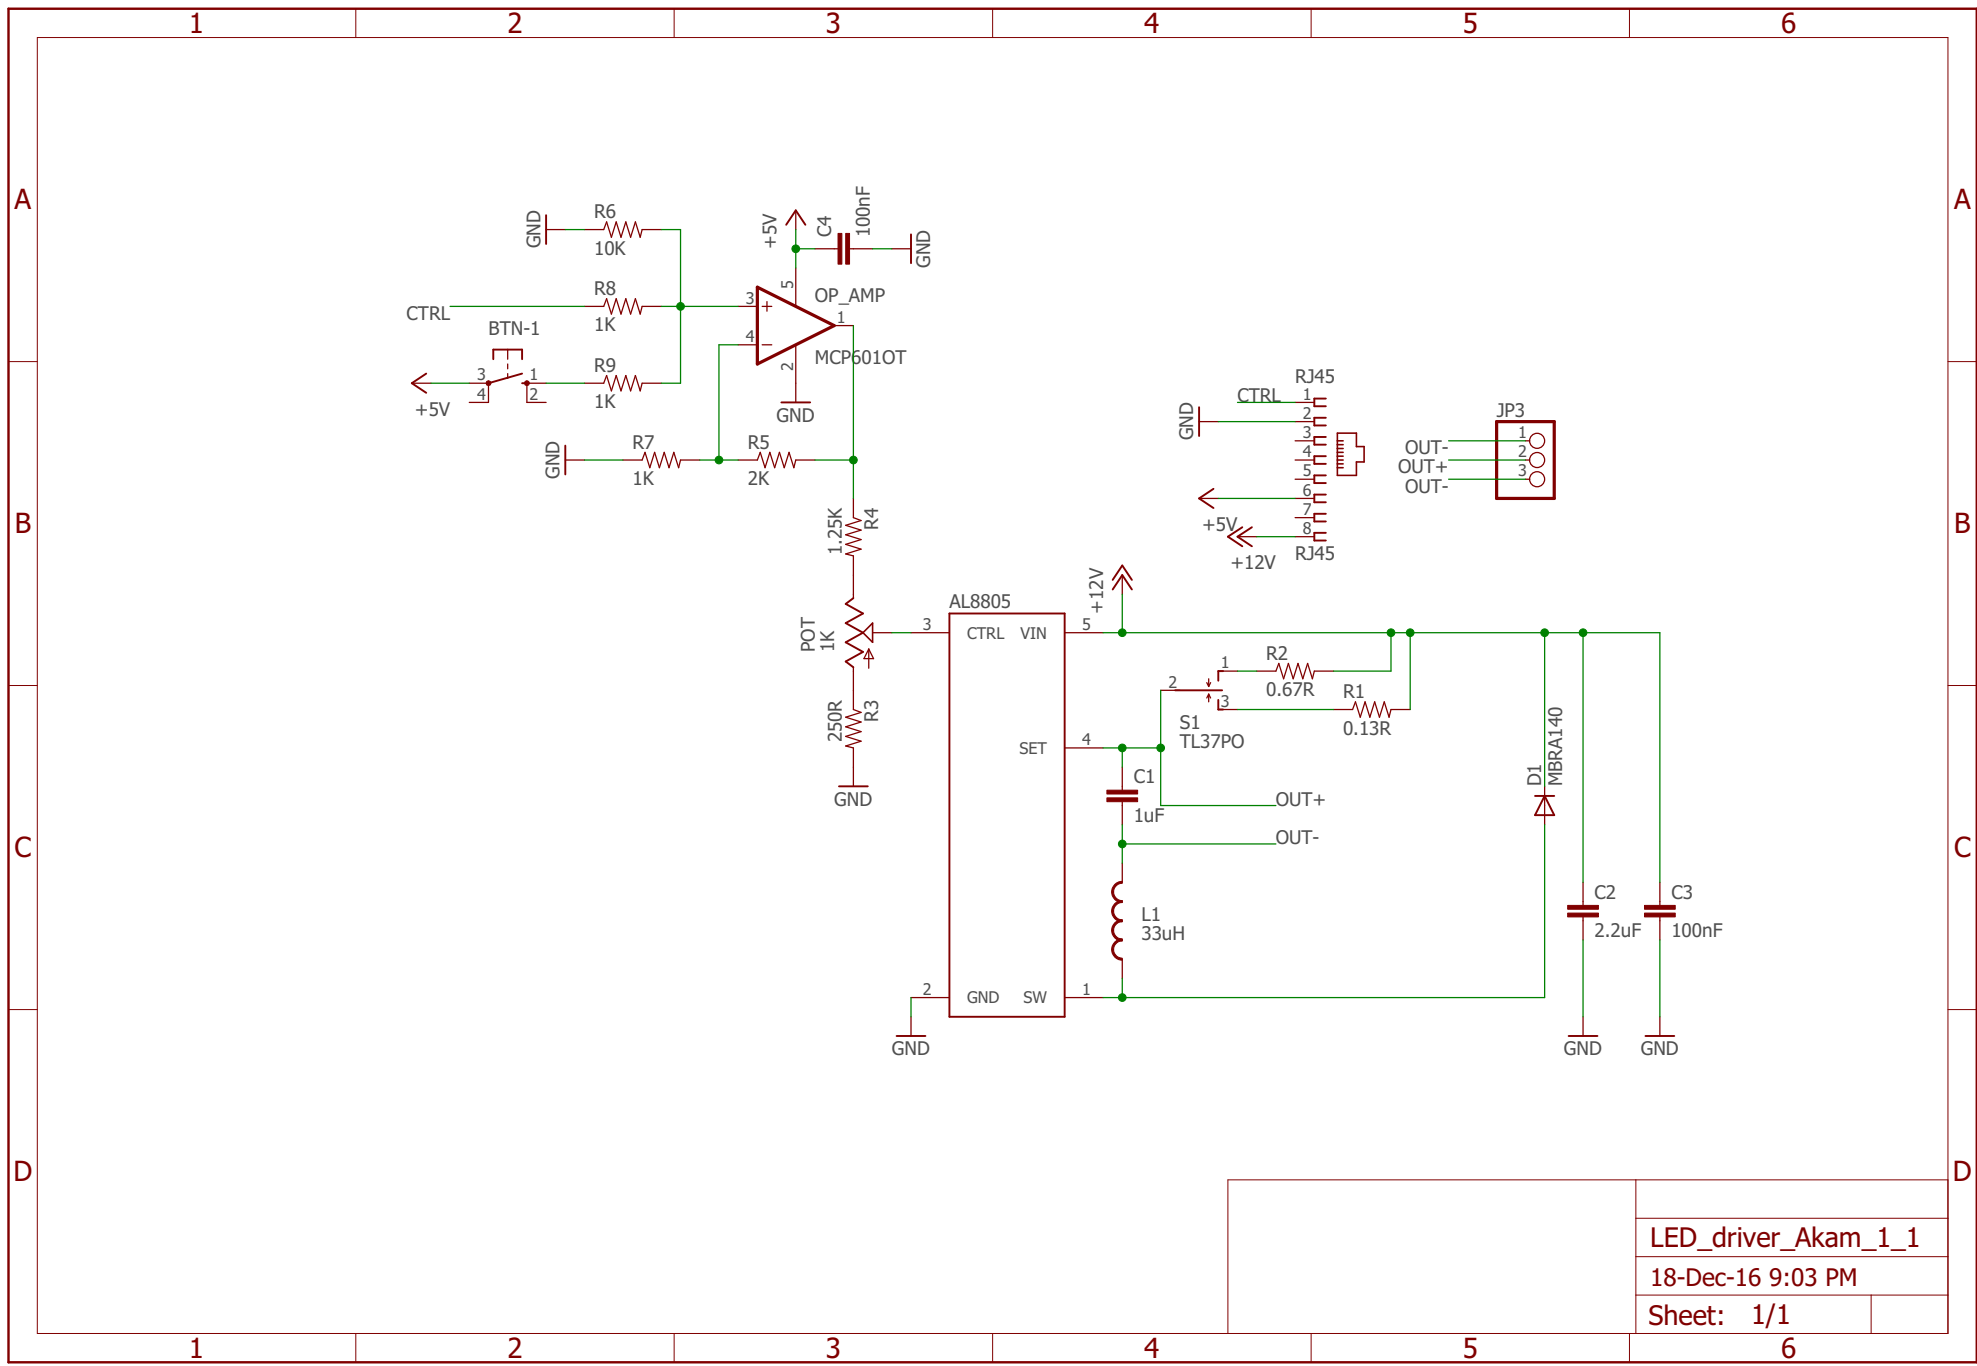 1 2 3 4 5 6
A A
GND
R6
10K
+5V
C4
100nF
GND
CTRL
R8
1K
3
4
5
2
1
OP_AMP
MCP601OT
GND
BTN-1
3
4
1
2
+5V
R9
1K
GND
R7
1K
R5
2K
B B
RJ45
CTRL
GND
1
2
3
4
5
6
7
8
+5V
+12V
RJ45
JP3
OUT- 1
OUT+ 2
OUT- 3
1.25K
R4
POT
1K
250R
R3
GND
AL8805
3 CTRL VIN 5
+12V
SET 4
2 GND SW 1
GND
R2
0.67R
R1
0.13R
1
2
3
S1
TL37PO
C1
1uF
OUT+
OUT-
L1
33uH
D1
MBRA140
C C
C2
2.2uF
GND
C3
100nF
GND
D D
LED_driver_Akam_1_1
18-Dec-16 9:03 PM
Sheet: 1/1
1 2 3 4 5 6